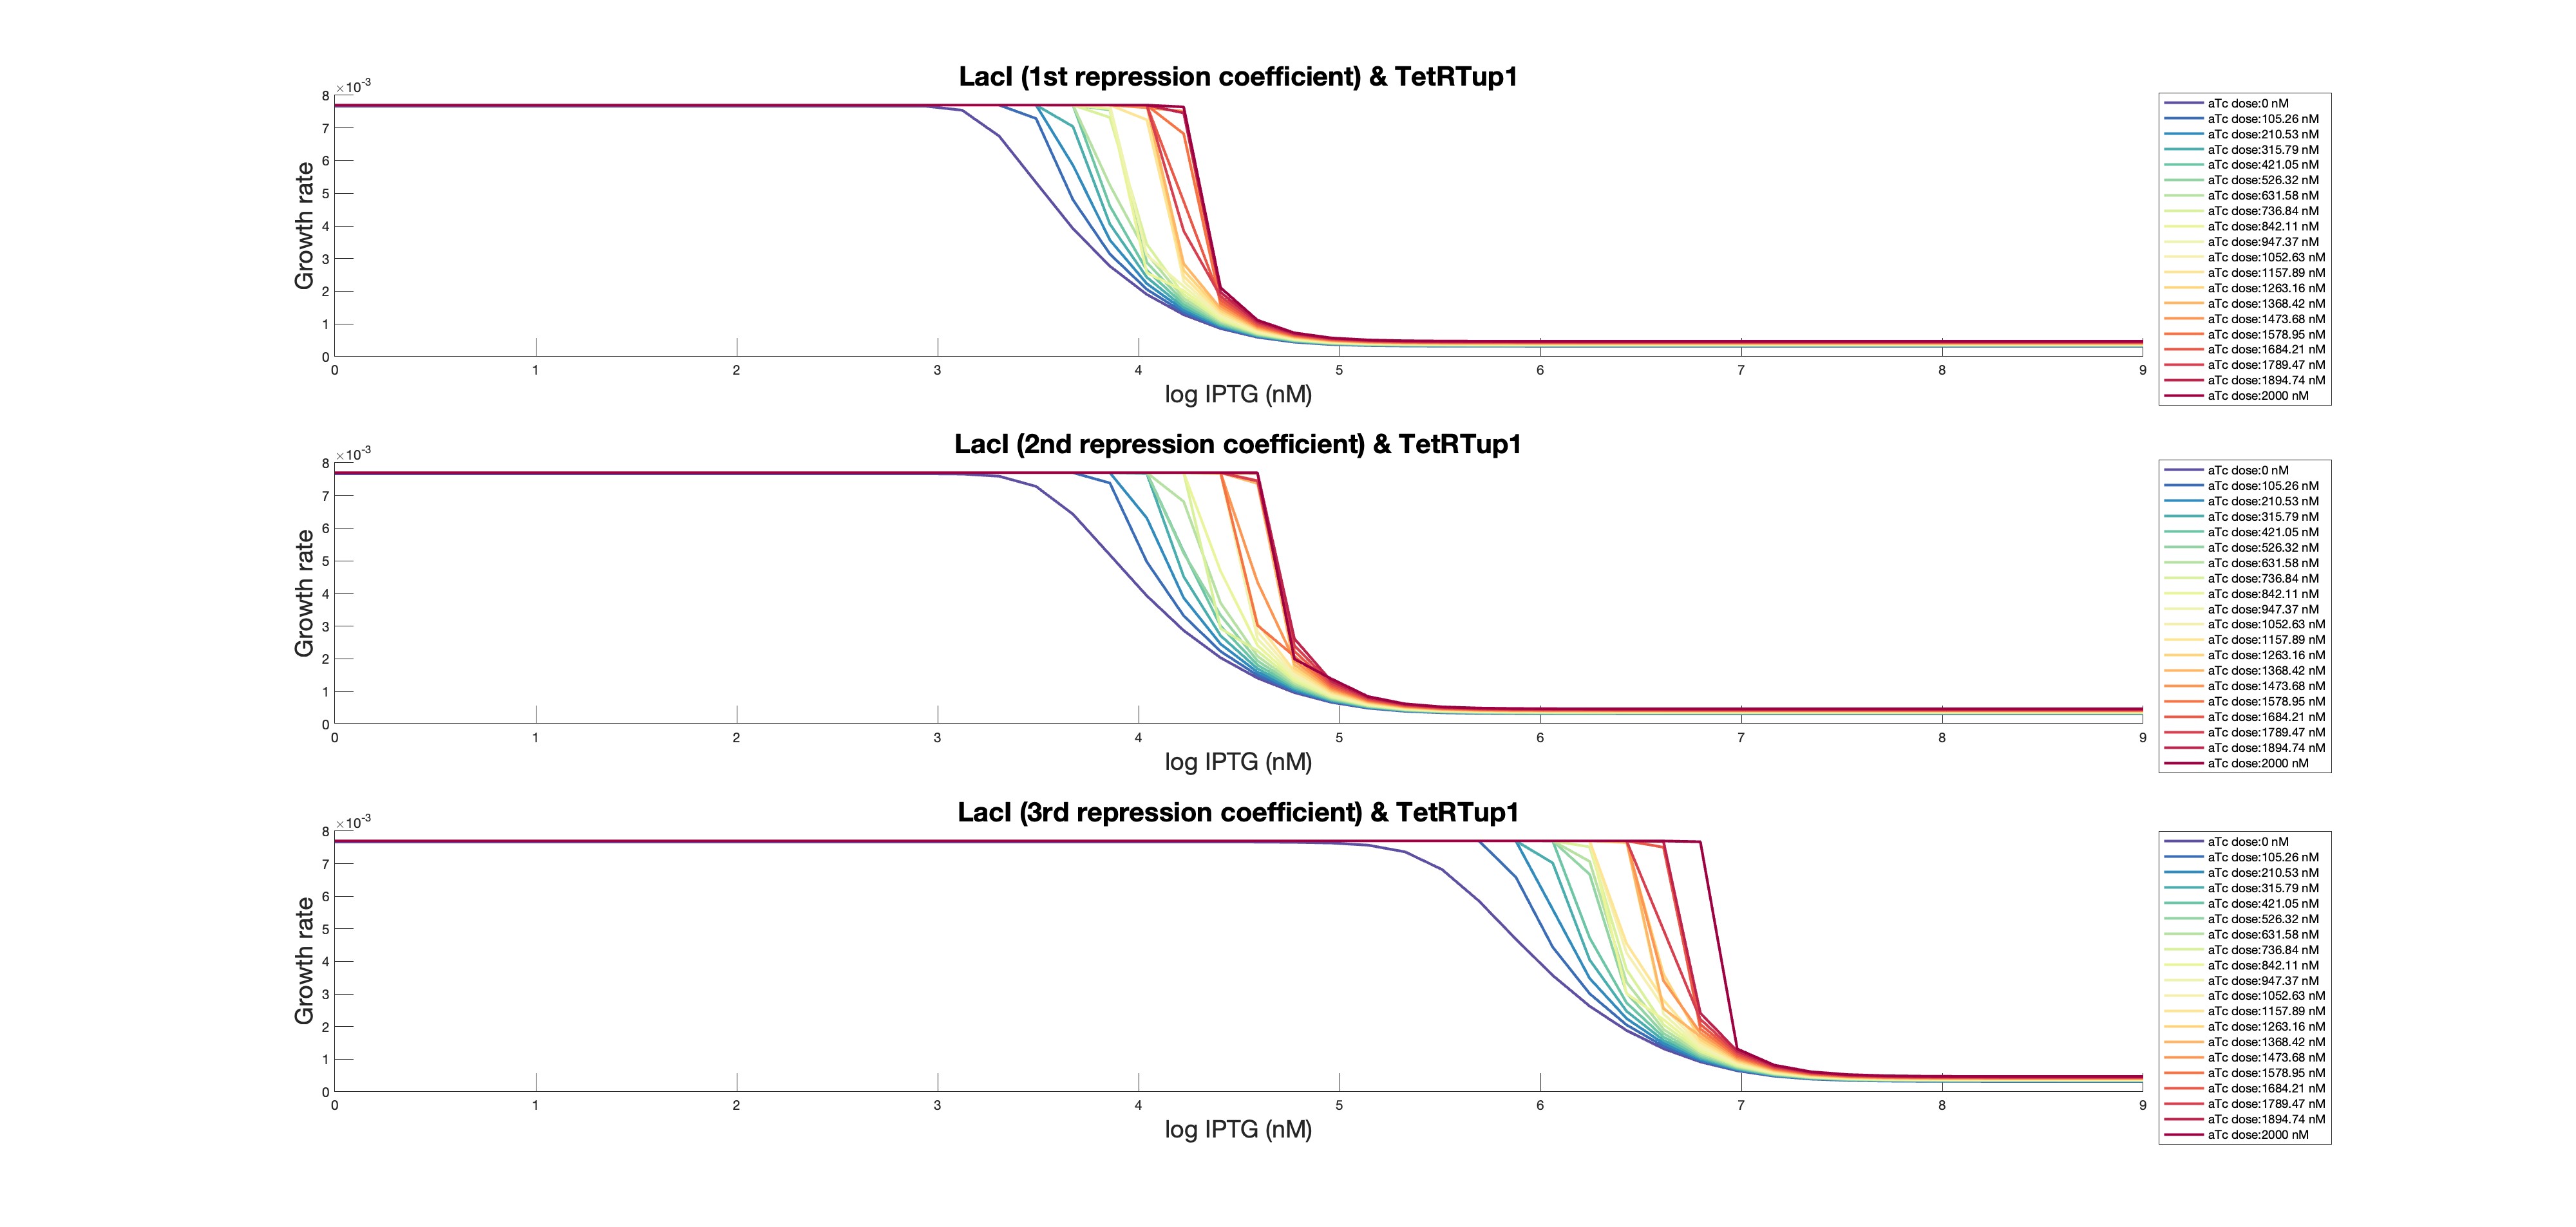 LacI (1st repression coefficient) & TetRTup1
×10-3
8
7
6
5
4
3
2
1
0
Growth rate
0 1 2 3 4 5 6 7 8 9
log IPTG (nM)
aTc dose:0 nM
aTc dose:105.26 nM
aTc dose:210.53 nM
aTc dose:315.79 nM
aTc dose:421.05 nM
aTc dose:526.32 nM
aTc dose:631.58 nM
aTc dose:736.84 nM
aTc dose:842.11 nM
aTc dose:947.37 nM
aTc dose:1052.63 nM
aTc dose:1157.89 nM
aTc dose:1263.16 nM
aTc dose:1368.42 nM
aTc dose:1473.68 nM
aTc dose:1578.95 nM
aTc dose:1684.21 nM
aTc dose:1789.47 nM
aTc dose:1894.74 nM
aTc dose:2000 nM
LacI (2nd repression coefficient) & TetRTup1
×10-3
8
7
6
5
4
3
2
1
0
Growth rate
0 1 2 3 4 5 6 7 8 9
log IPTG (nM)
aTc dose:0 nM
aTc dose:105.26 nM
aTc dose:210.53 nM
aTc dose:315.79 nM
aTc dose:421.05 nM
aTc dose:526.32 nM
aTc dose:631.58 nM
aTc dose:736.84 nM
aTc dose:842.11 nM
aTc dose:947.37 nM
aTc dose:1052.63 nM
aTc dose:1157.89 nM
aTc dose:1263.16 nM
aTc dose:1368.42 nM
aTc dose:1473.68 nM
aTc dose:1578.95 nM
aTc dose:1684.21 nM
aTc dose:1789.47 nM
aTc dose:1894.74 nM
aTc dose:2000 nM
LacI (3rd repression coefficient) & TetRTup1
×10-3
8
7
6
5
4
3
2
1
0
Growth rate
0 1 2 3 4 5 6 7 8 9
log IPTG (nM)
aTc dose:0 nM
aTc dose:105.26 nM
aTc dose:210.53 nM
aTc dose:315.79 nM
aTc dose:421.05 nM
aTc dose:526.32 nM
aTc dose:631.58 nM
aTc dose:736.84 nM
aTc dose:842.11 nM
aTc dose:947.37 nM
aTc dose:1052.63 nM
aTc dose:1157.89 nM
aTc dose:1263.16 nM
aTc dose:1368.42 nM
aTc dose:1473.68 nM
aTc dose:1578.95 nM
aTc dose:1684.21 nM
aTc dose:1789.47 nM
aTc dose:1894.74 nM
aTc dose:2000 nM